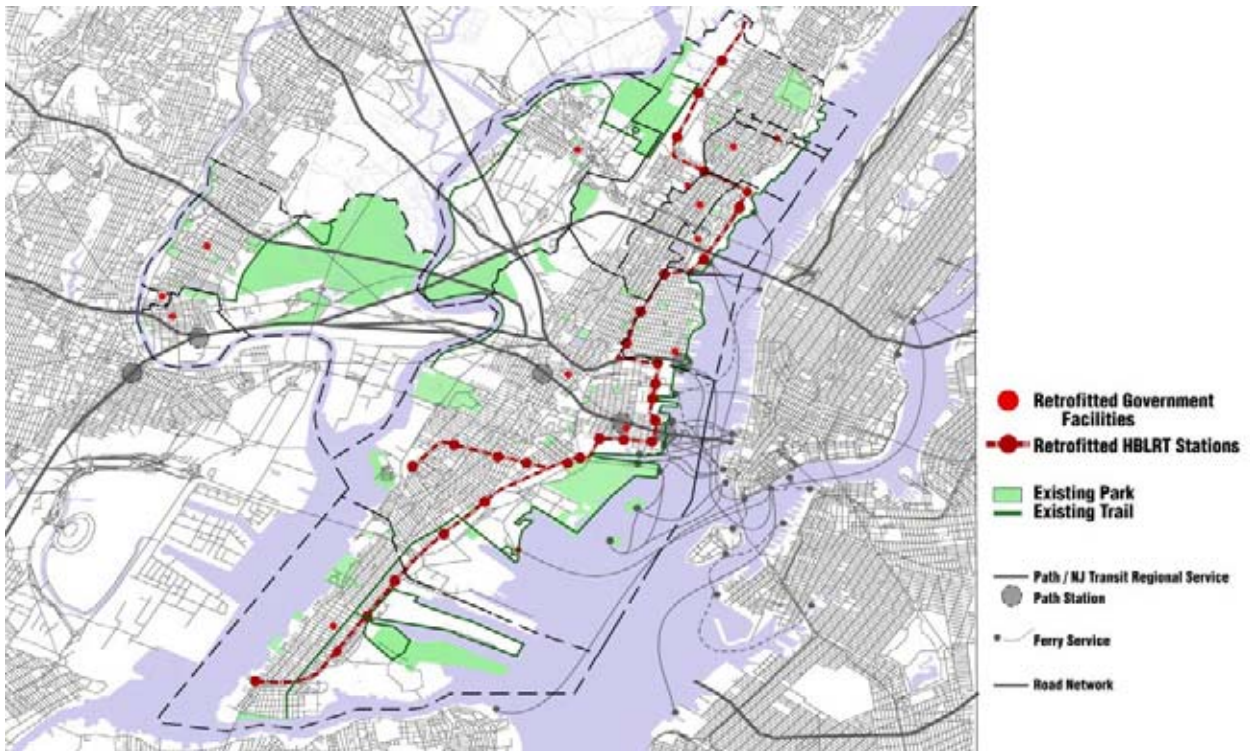 Retrofitted Government
Facilities
Retrofitted HBLRT Stations
Existing Park
Existing Trail
Path / NJ Transit Regional Service
Path Station
Ferry Service
Road Network